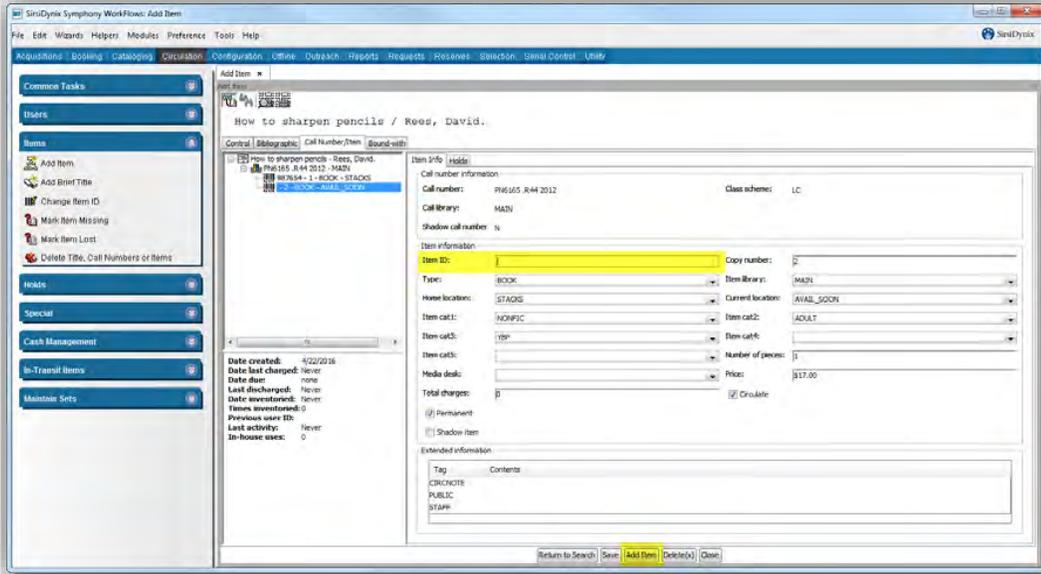 SirsiDynix Symphony WorkFlows: Add Item
File Edit Wizards Helpers Modules Preference Tools Help
SirsiDynix
Acquisitions Booking Cataloging Circulation Configuration Offline Outreach Reports Requests Reserves Selection Serial Control Utility
Common Tasks
Users
Items
Add Item
Add Brief Title
Change Item ID
Mark Item Missing
Mark Item Lost
Delete Title, Call Numbers or Items
Holds
Special
Cash Management
In-Transit Items
Maintain Sets
Add Item
Add Item
How to sharpen pencils / Rees, David.
Control Bibliographic Call Number/Item Bound-with
How to sharpen pencils - Rees, David.
PN6165 .R44 2012 - MAIN
987654 - 1 - BOOK - STACKS
- 2 - BOOK - AVAIL_SOON
Date created: 4/22/2016
Date last charged: Never
Date due: none
Last discharged: Never
Date inventoried: Never
Times inventoried: 0
Previous user ID:
Last activity: Never
In-house uses: 0
Item Info Holds
Call number information
Call number: PN6165 .R44 2012 Class scheme: LC
Call library: MAIN
Shadow call number N
Item information
Item ID: Copy number: 2
Type: BOOK Item library: MAIN
Home location: STACKS Current location: AVAIL_SOON
Item cat1: NONFIC Item cat2: ADULT
Item cat3: YBP Item cat4:
Item cat5: Number of pieces: 1
Media desk: Price: $17.00
Total charges: 0 Circulate
Permanent
Shadow item
Extended information
Tag Contents
CIRCNOTE
PUBLIC
STAFF
Return to Search Save Add Item Delete(x) Close